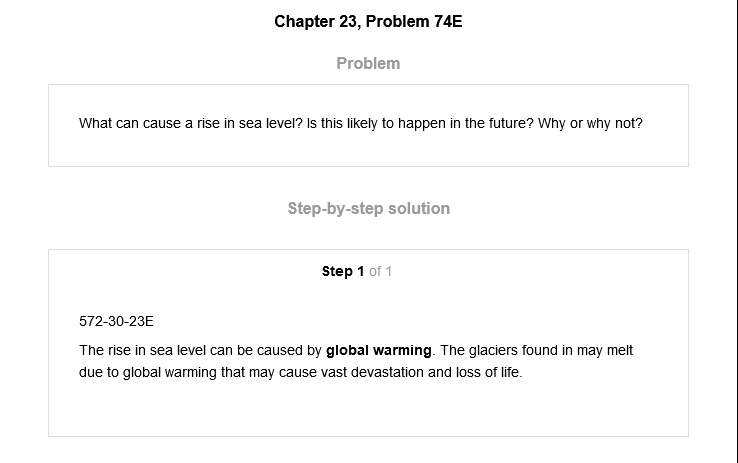 Chapter 23, Problem 74E
Problem
What can cause a rise in sea level? Is this likely to happen in the future? Why or why not?
Step-by-step solution
Step 1 of 1
572-30-23E
The rise in sea level can be caused by global warming. The glaciers found in may melt
due to global warming that may cause vast devastation and loss of life.